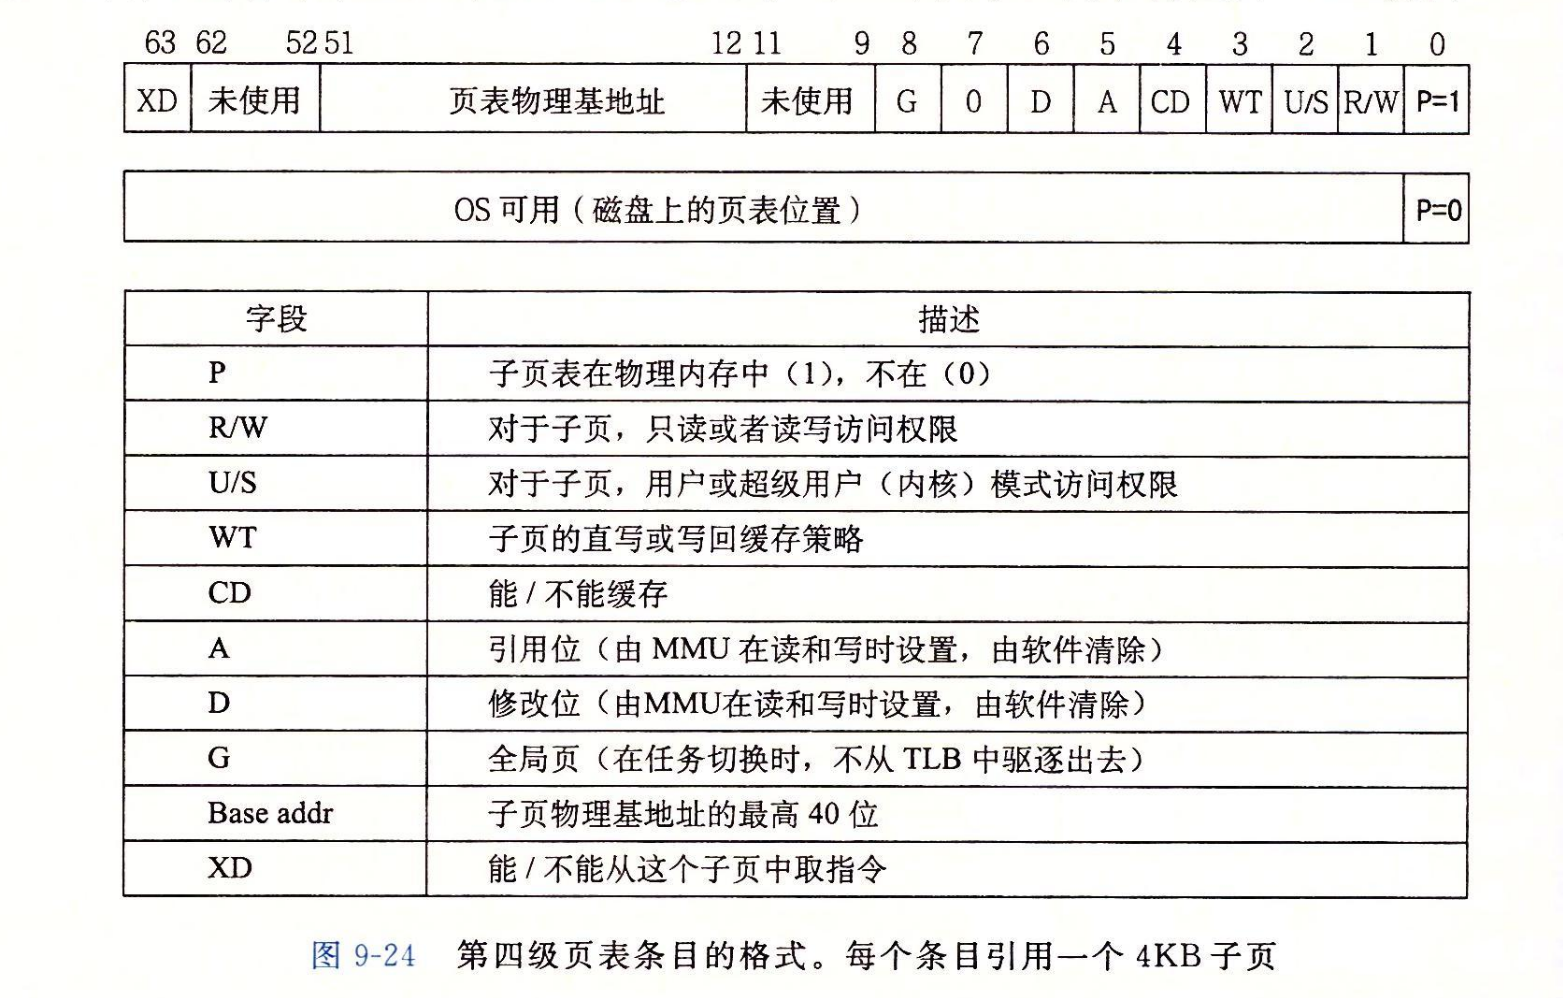 63 62 52 51 12 11 9 8 7 6 5 4 3 2 1 0
XD 未使用 页表物理基地址 未使用 G 0 D A CD WT U/S R/W P=1
OS 可用（磁盘上的页表位置） P=0
字段 描述
P 子页表在物理内存中（1），不在（0）
R/W 对于子页，只读或者读写访问权限
U/S 对于子页，用户或超级用户（内核）模式访问权限
WT 子页的直写或写回缓存策略
CD 能 / 不能缓存
A 引用位（由 MMU 在读和写时设置，由软件清除）
D 修改位（由MMU在读和写时设置，由软件清除）
G 全局页（在任务切换时，不从 TLB 中驱逐出去）
Base addr 子页物理基地址的最高 40 位
XD 能 / 不能从这个子页中取指令
图 9-24 第四级页表条目的格式。每个条目引用一个 4KB 子页